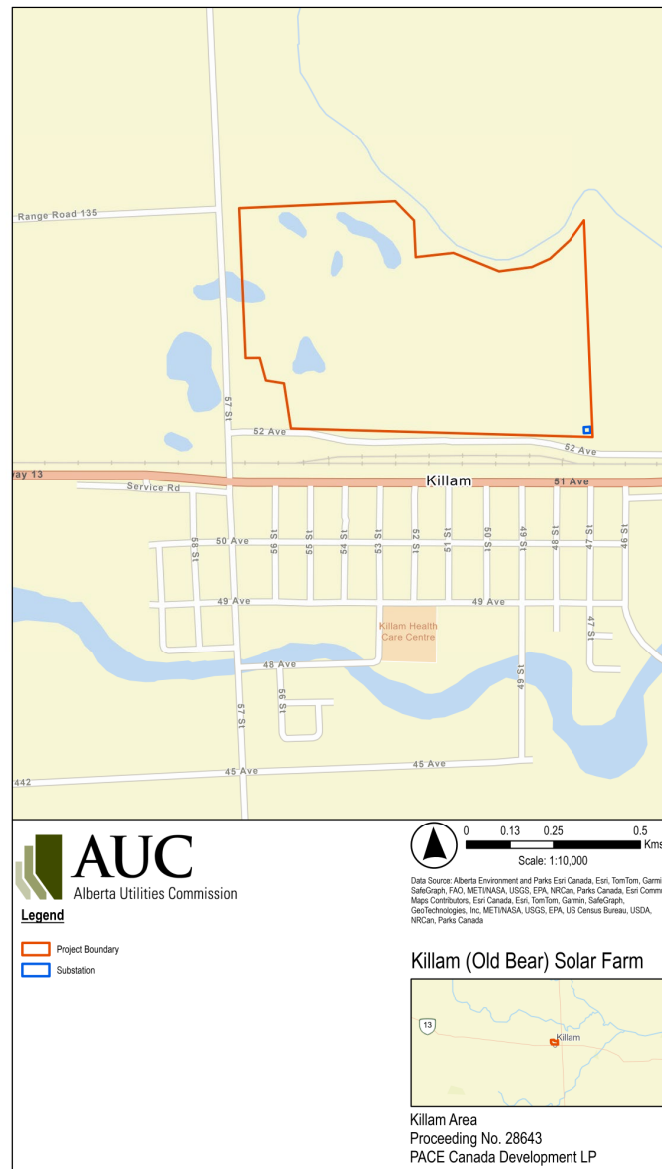 Range Road 135
57 St
52 Ave
52 Ave
way 13
Killam
51 Ave
Service Rd
58 St
50 Ave
56 St
55 St
54 St
53 St
52 St
51 St
50 St
49 St
48 St
47 St
46 St
49 Ave
49 Ave
Killam Health
Care Centre
47 St
48 Ave
56 St
57 St
49 St
45 Ave
45 Ave
442
AUC
Alberta Utilities Commission
Legend
Project Boundary
Substation
0 0.13 0.25 0.5
Kms
Scale: 1:10,000
Data Source: Alberta Environment and Parks Esri Canada, Esri, TomTom, Garmi
SafeGraph, FAO, METI/NASA, USGS, EPA, NRCan, Parks Canada, Esri Commu
Maps Contributors, Esri Canada, Esri, TomTom, Garmin, SafeGraph,
GeoTechnologies, Inc, METI/NASA, USGS, EPA, US Census Bureau, USDA,
NRCan, Parks Canada
Killam (Old Bear) Solar Farm
13
Killam
Killam Area
Proceeding No. 28643
PACE Canada Development LP